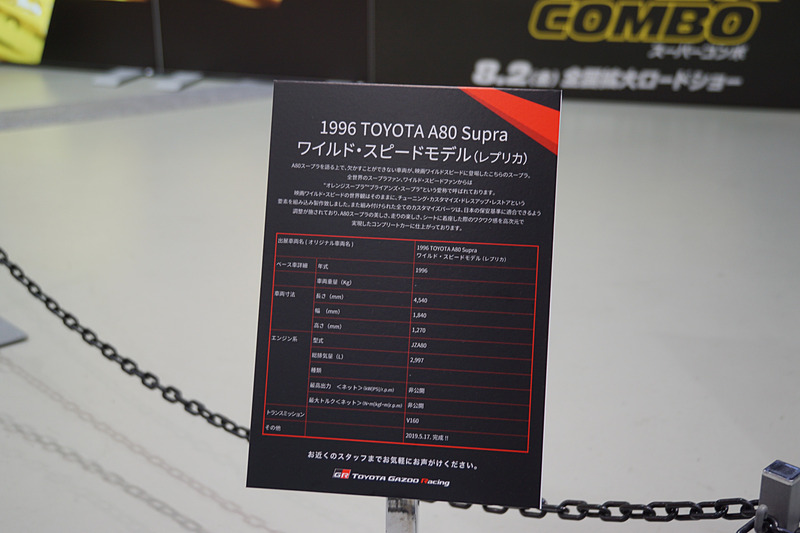 COMBO
スーパーコンボ
8.2(金)全国拡大ロードショー
1996 TOYOTA A80 Supra
ワイルド・スピードモデル(レプリカ)
A80スープラを語る上で、欠かすことができない車両が、映画ワイルドスピードに登場したこちらのスープラ。
全世界のスープラファン、ワイルド・スピードファンからは
"オレンジスープラ""ブライアンズ・スープラ"という愛称で呼ばれております。
映画ワイルド・スピードの世界観はそのままに、チューニング・カスタマイズ・ドレスアップ・レストアという
要素を組み込み製作致しました。また組み付けられた全てのカスタマイズパーツは、日本の保安基準に適合できるよう
調整が施されており、A80スープラの美しさ、走りの楽しさ、シートに着座した際のワクワク感を高次元で
実現したコンプリートカーに仕上がっております。
出展車両名(オリジナル車両名) 1996 TOYOTA A80 Supra
ワイルド・スピードモデル(レプリカ)
ベース車詳細 年式 1996
車両重量(Kg) -
車両寸法 長さ(mm) 4,540
幅 (mm) 1,840
高さ(mm) 1,270
エンジン系 型式 JZA80
総排気量(L) 2,997
種類 -
最高出力 <ネット>(kW[PS]/r.p.m) 非公開
最大トルク<ネット>(N・m[kgf・m]/r.p.m) 非公開
トランスミッション V160
その他 2019.5.17. 完成!!
お近くのスタッフまでお気軽にお声がけください。
GR TOYOTA GAZOO Racing